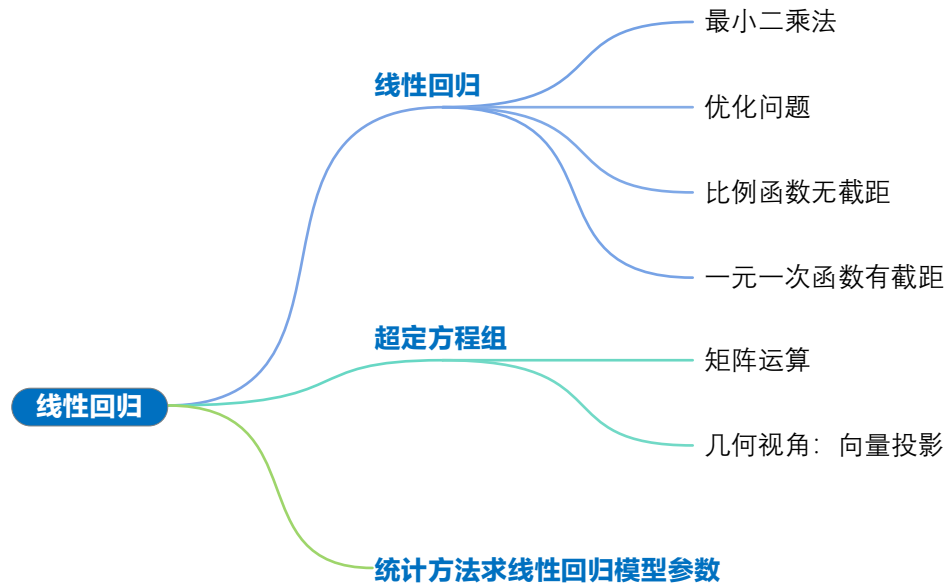 最小二乘法
线性回归
优化问题
比例函数无截距
一元一次函数有截距
超定方程组
矩阵运算
线性回归
几何视角：向量投影
统计方法求线性回归模型参数